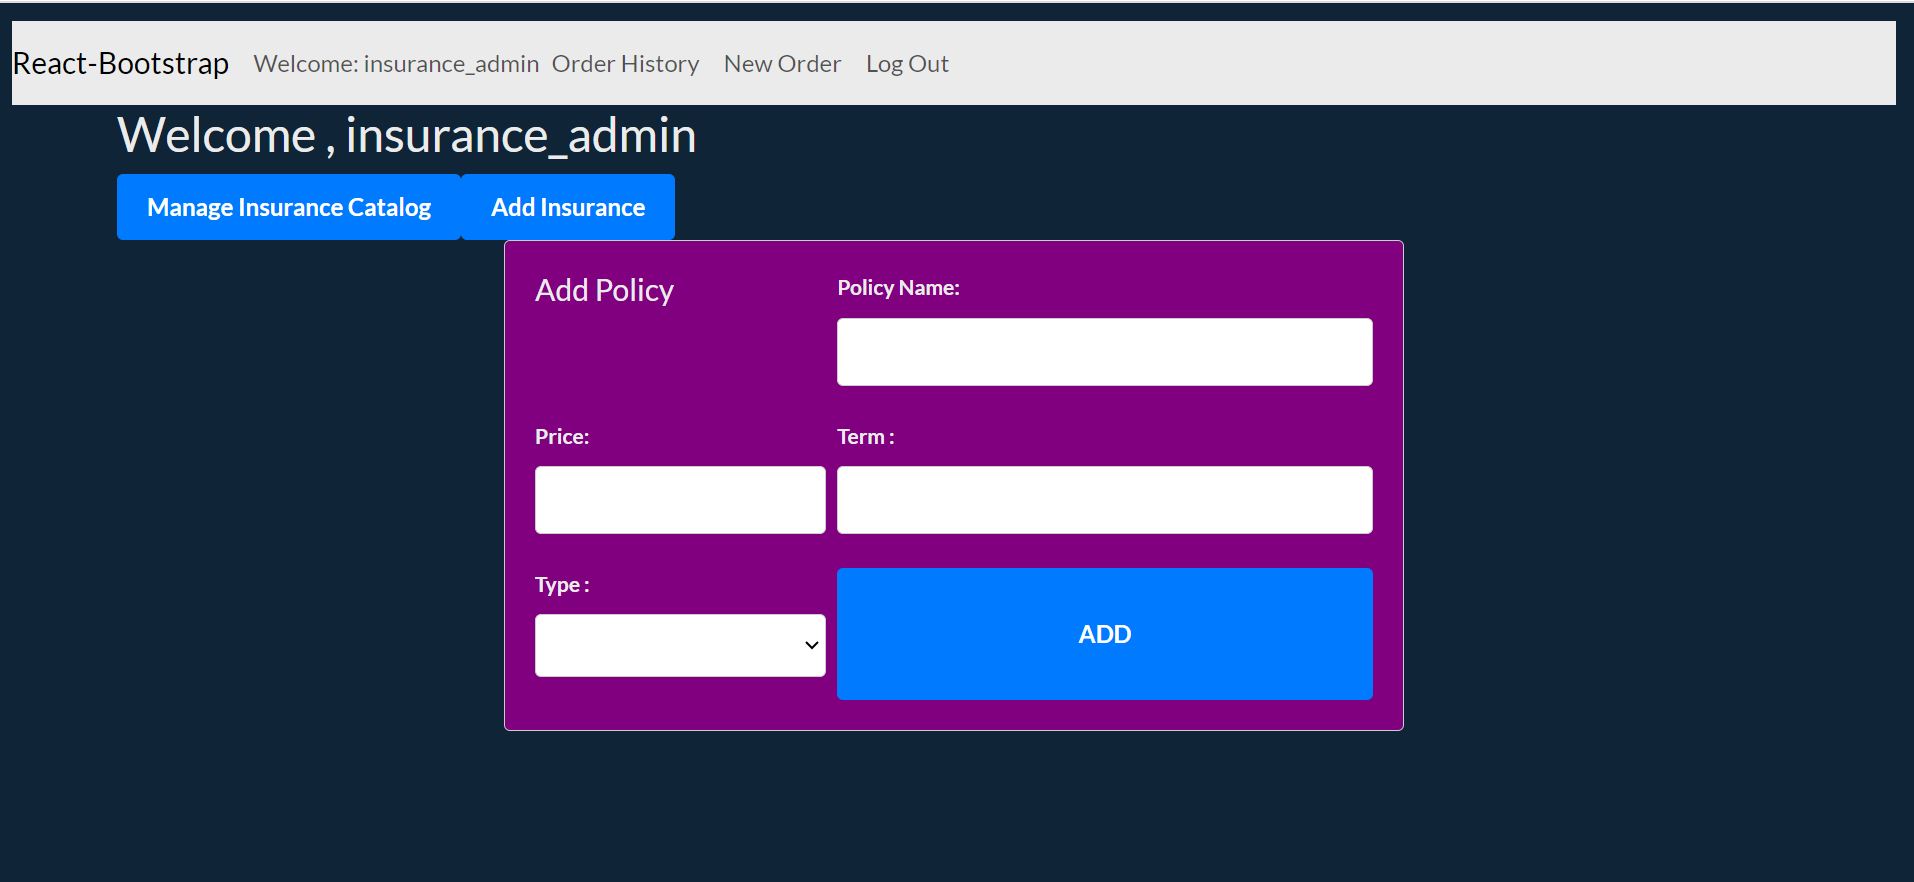 React-Bootstrap Welcome: insurance_admin Order History New Order Log Out
Welcome , insurance_admin
Manage Insurance Catalog Add Insurance
Add Policy Policy Name:
Price: Term :
Type :
ADD